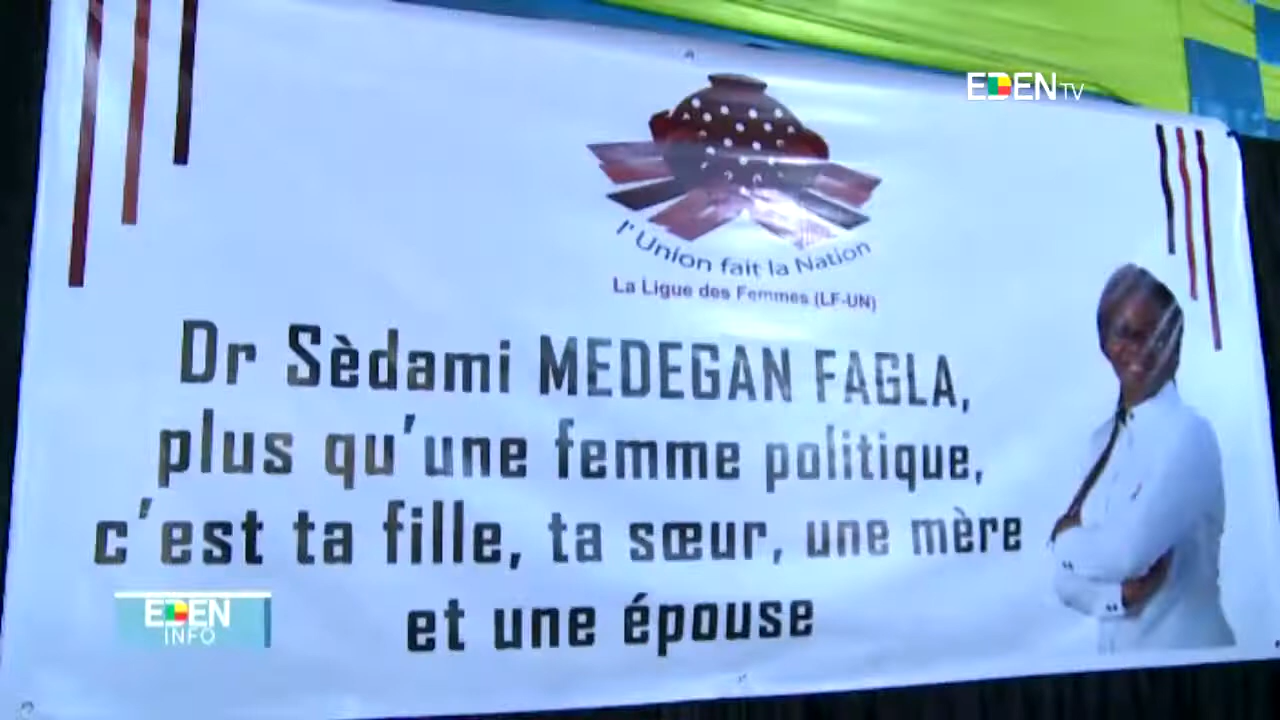 EDEN TV
l'Union fait la Nation
La Ligue des Femmes (LF-UN)
Dr Sèdami MEDEGAN FAGLA,
plus qu'une femme politique,
c'est ta fille, ta sœur, une mère
et une épouse
EDEN
INFO